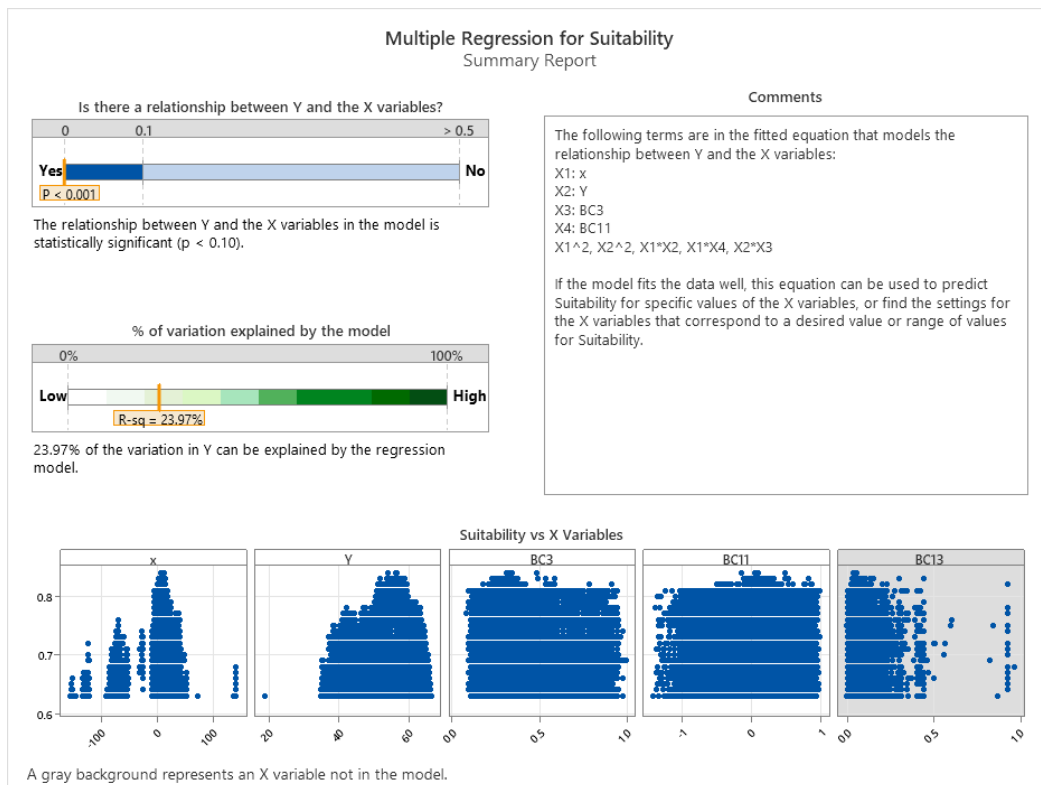 Multiple Regression for Suitability
Summary Report
Is there a relationship between Y and the X variables?
0 0.1 > 0.5
Yes No
P < 0.001
The relationship between Y and the X variables in the model is
statistically significant (p < 0.10).
% of variation explained by the model
0% 100%
Low High
R-sq = 23.97%
23.97% of the variation in Y can be explained by the regression
model.
Comments
The following terms are in the fitted equation that models the
relationship between Y and the X variables:
X1: x
X2: Y
X3: BC3
X4: BC11
X1^2, X2^2, X1*X2, X1*X4, X2*X3
If the model fits the data well, this equation can be used to predict
Suitability for specific values of the X variables, or find the settings for
the X variables that correspond to a desired value or range of values
for Suitability.
Suitability vs X Variables
x Y BC3 BC11 BC13
0.8
0.7
0.6
-100 0 100 20 40 60 0.0 0.5 1.0 -1 0 1 0.0 0.5 1.0
A gray background represents an X variable not in the model.